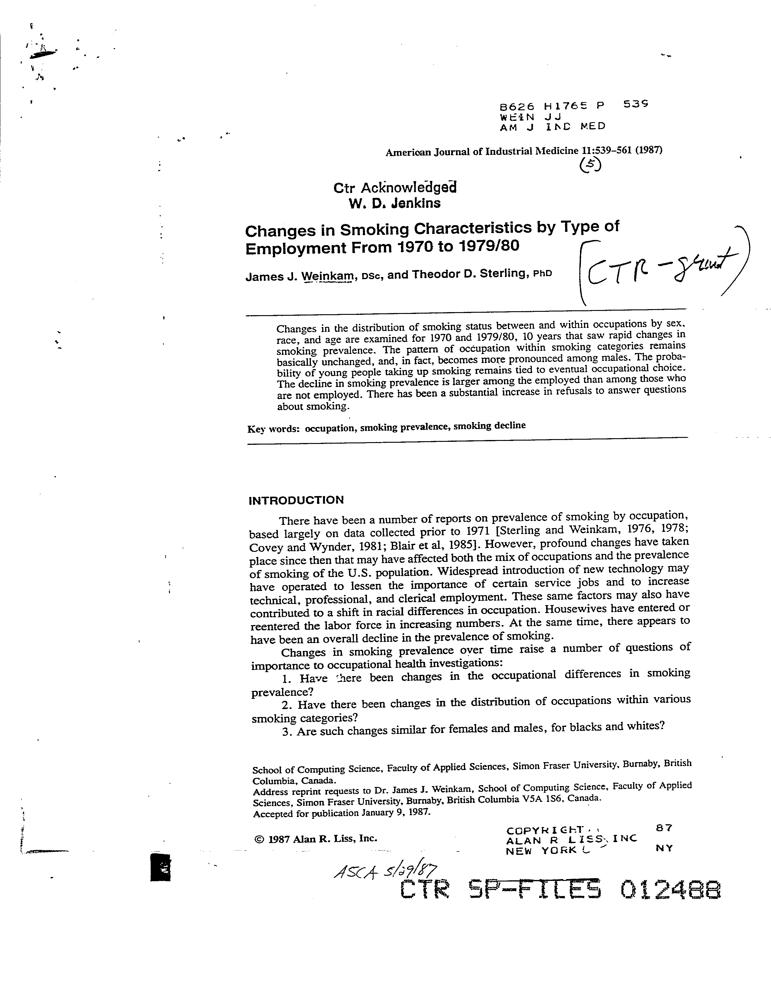 B626 H1765 P 539
WEIN JJ
AM J IND MED
American Journal of Industrial Medicine 11:539–561 (1987)
(5)
Ctr Acknowledged
W. D. Jenkins
Changes in Smoking Characteristics by Type of
Employment From 1970 to 1979/80
(CTR - grant)
James J. Weinkam, DSc, and Theodor D. Sterling, PhD
Changes in the distribution of smoking status between and within occupations by sex,
race, and age are examined for 1970 and 1979/80, 10 years that saw rapid changes in
smoking prevalence. The pattern of occupation within smoking categories remains
basically unchanged, and, in fact, becomes more pronounced among males. The proba-
bility of young people taking up smoking remains tied to eventual occupational choice.
The decline in smoking prevalence is larger among the employed than among those who
are not employed. There has been a substantial increase in refusals to answer questions
about smoking.
Key words: occupation, smoking prevalence, smoking decline
INTRODUCTION
There have been a number of reports on prevalence of smoking by occupation,
based largely on data collected prior to 1971 [Sterling and Weinkam, 1976, 1978;
Covey and Wynder, 1981; Blair et al, 1985]. However, profound changes have taken
place since then that may have affected both the mix of occupations and the prevalence
of smoking of the U.S. population. Widespread introduction of new technology may
have operated to lessen the importance of certain service jobs and to increase
technical, professional, and clerical employment. These same factors may also have
contributed to a shift in racial differences in occupation. Housewives have entered or
reentered the labor force in increasing numbers. At the same time, there appears to
have been an overall decline in the prevalence of smoking.
Changes in smoking prevalence over time raise a number of questions of
importance to occupational health investigations:
1. Have there been changes in the occupational differences in smoking
prevalence?
2. Have there been changes in the distribution of occupations within various
smoking categories?
3. Are such changes similar for females and males, for blacks and whites?
School of Computing Science, Faculty of Applied Sciences, Simon Fraser University, Burnaby, British
Columbia, Canada.
Address reprint requests to Dr. James J. Weinkam, School of Computing Science, Faculty of Applied
Sciences, Simon Fraser University, Burnaby, British Columbia V5A 1S6, Canada.
Accepted for publication January 9, 1987.
© 1987 Alan R. Liss, Inc.
COPYRIGHT 87
ALAN R LISS, INC
NEW YORK NY
ASCA 5/29/87
CTR SP-FILES 012488